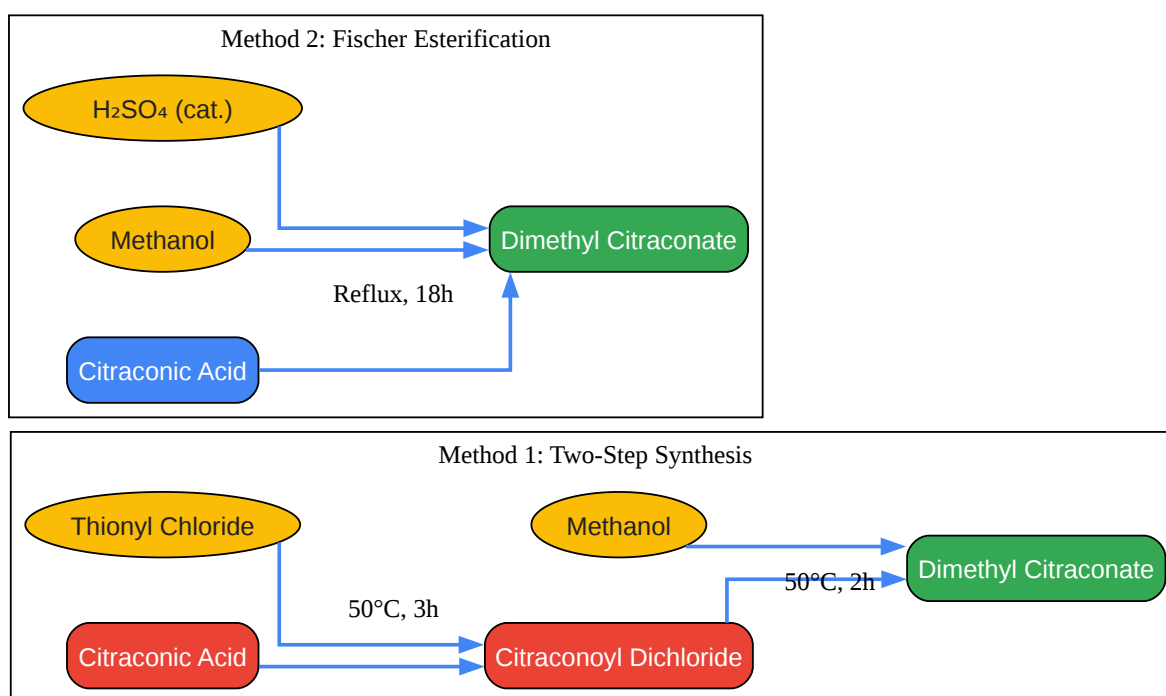 Method 2: Fischer Esterification
H₂SO₄ (cat.)
Methanol
Dimethyl Citraconate
Reflux, 18h
Citraconic Acid
Method 1: Two-Step Synthesis
Thionyl Chloride
Methanol
Dimethyl Citraconate
50°C, 2h
50°C, 3h
Citraconic Acid
Citraconoyl Dichloride